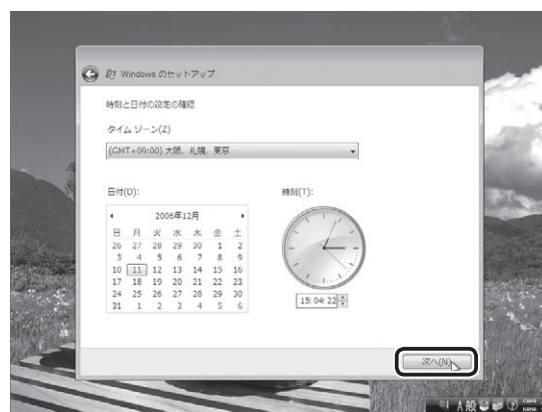 Windows のセットアップ
時刻と日付の設定の確認
タイム ゾーン(Z)
(GMT+09:00) 大阪、札幌、東京
日付(D):
時刻(T):
2006年12月
日 月 火 水 木 金 土
26 27 28 29 30 1 2
3 4 5 6 7 8 9
10 11 12 13 14 15 16
17 18 19 20 21 22 23
24 25 26 27 28 29 30
31 1 2 3 4 5 6
15:04:22
次へ(N)
A 般
CAPS
KANA